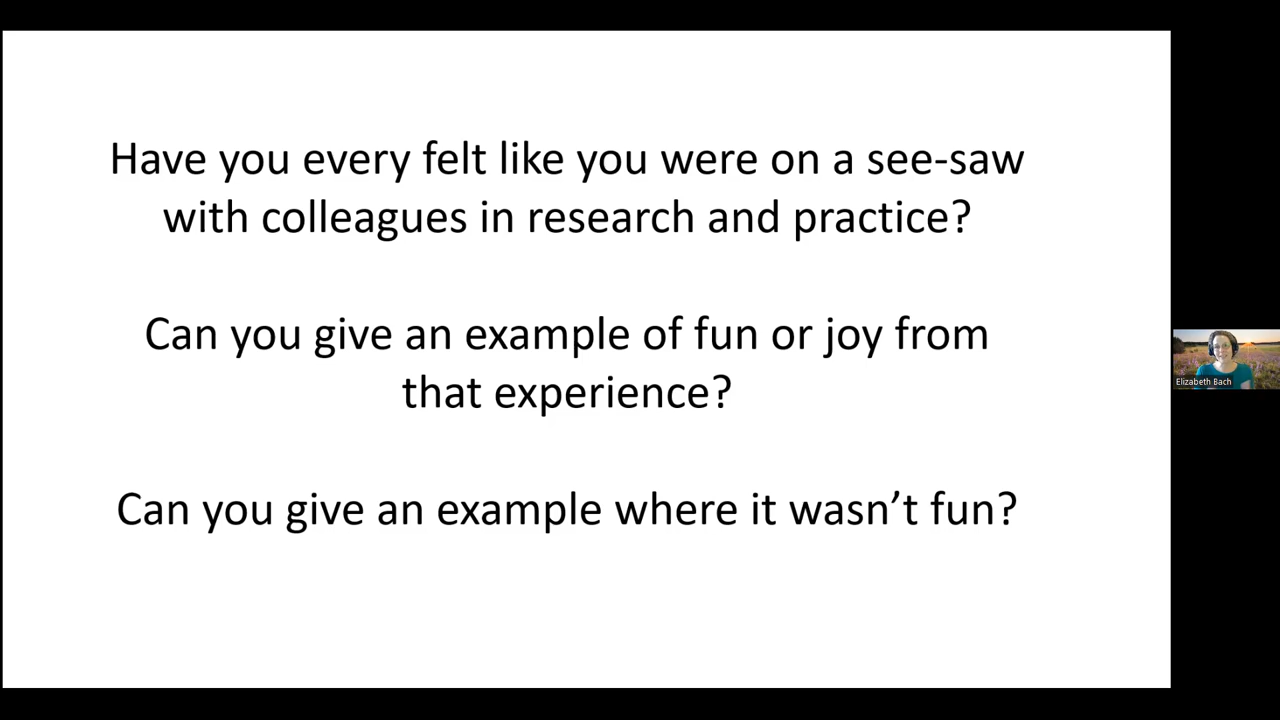 Have you every felt like you were on a see-saw
with colleagues in research and practice?
Can you give an example of fun or joy from
that experience?
Can you give an example where it wasn’t fun?
Elizabeth Bach